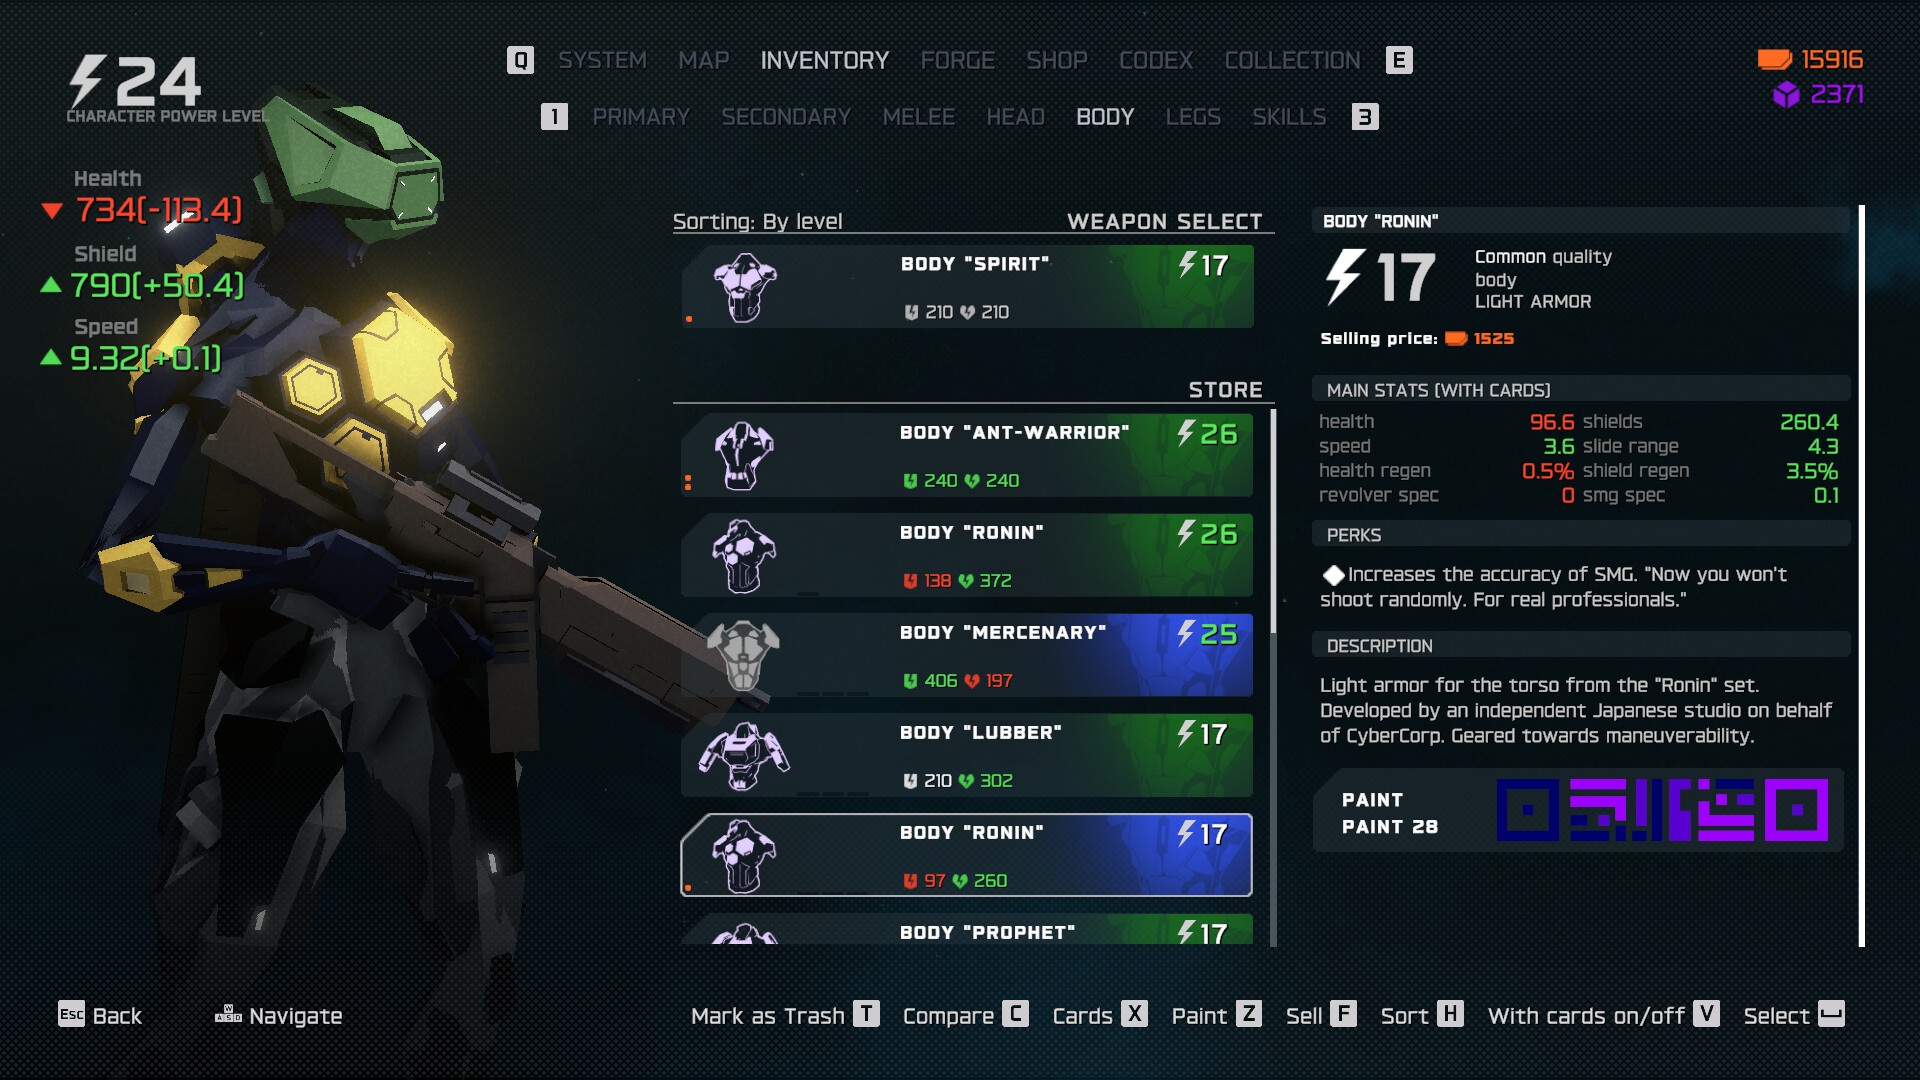 24
CHARACTER POWER LEVEL
Q SYSTEM MAP INVENTORY FORGE SHOP CODEX COLLECTION E
1 PRIMARY SECONDARY MELEE HEAD BODY LEGS SKILLS 3
15916
2371
Health
734(-113.4)
Shield
790(+50.4)
Speed
9.32(+0.1)
Sorting: By level WEAPON SELECT
BODY "SPIRIT" 17
210 210
STORE
BODY "ANT-WARRIOR" 26
240 240
BODY "RONIN" 26
138 372
BODY "MERCENARY" 25
406 197
BODY "LUBBER" 17
210 302
BODY "RONIN" 17
97 260
BODY "PROPHET" 17
BODY "RONIN"
17
Common quality
body
LIGHT ARMOR
Selling price: 1525
MAIN STATS (WITH CARDS)
health 96.6 shields 260.4
speed 3.6 slide range 4.3
health regen 0.5% shield regen 3.5%
revolver spec 0 smg spec 0.1
PERKS
Increases the accuracy of SMG. "Now you won't
shoot randomly. For real professionals."
DESCRIPTION
Light armor for the torso from the "Ronin" set.
Developed by an independent Japanese studio on behalf
of CyberCorp. Geared towards maneuverability.
PAINT
PAINT 28
Esc Back W A S D Navigate Mark as Trash T Compare C Cards X Paint Z Sell F Sort H With cards on/off V Select